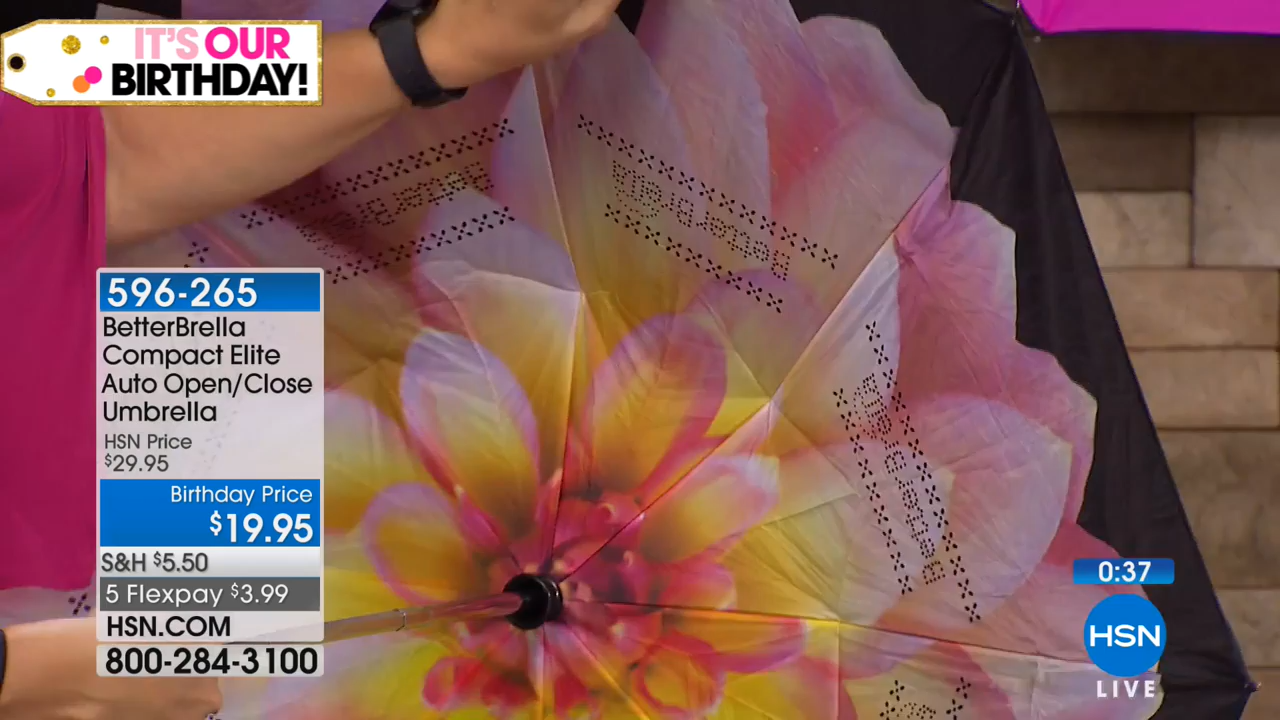 IT'S OUR
BIRTHDAY!
596-265
BetterBrella
Compact Elite
Auto Open/Close
Umbrella
HSN Price
$29.95
Birthday Price
$19.95
S&H $5.50
5 Flexpay $3.99
HSN.COM
800-284-3100
0:37
HSN
LIVE